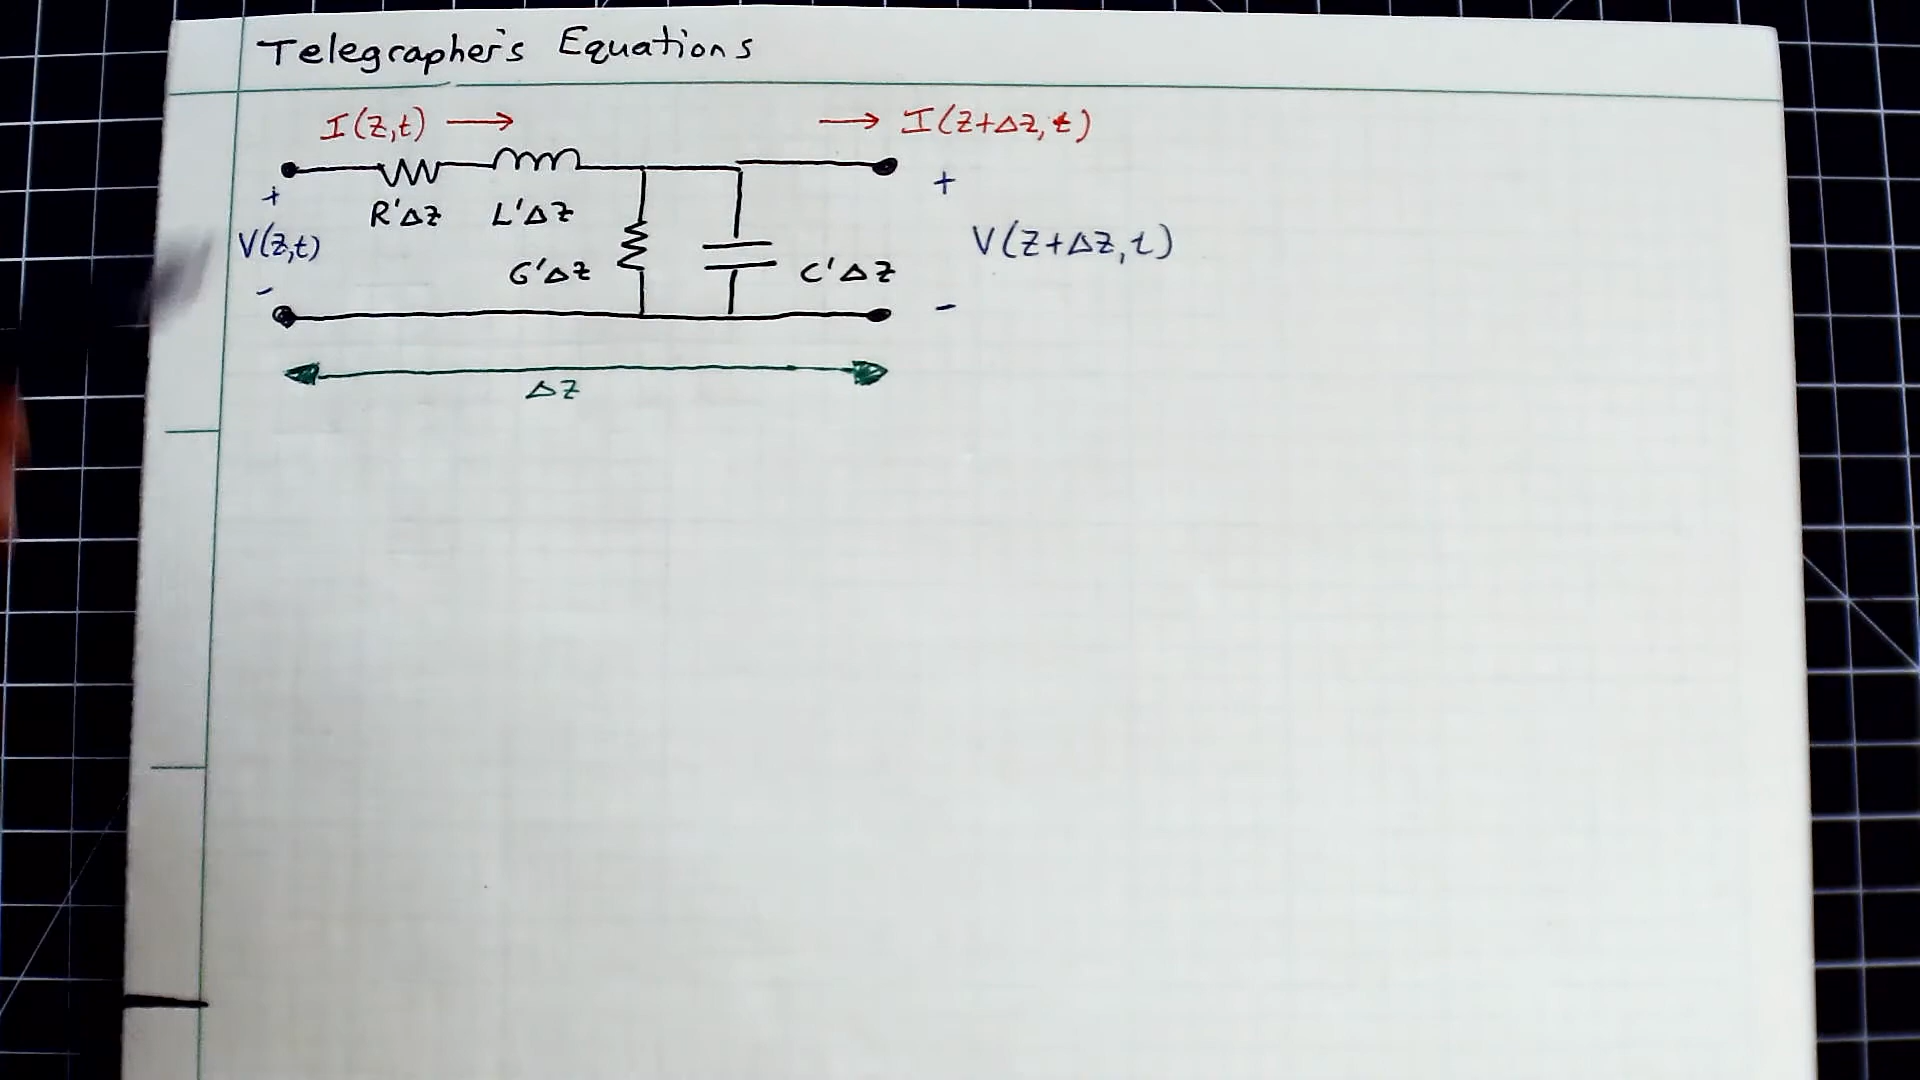 Telegrapher's Equations
I(z,t) → → I(z+Δz,t)
+ +
R'Δz L'Δz
V(z,t) V(z+Δz,t)
G'Δz C'Δz
- -
Δz